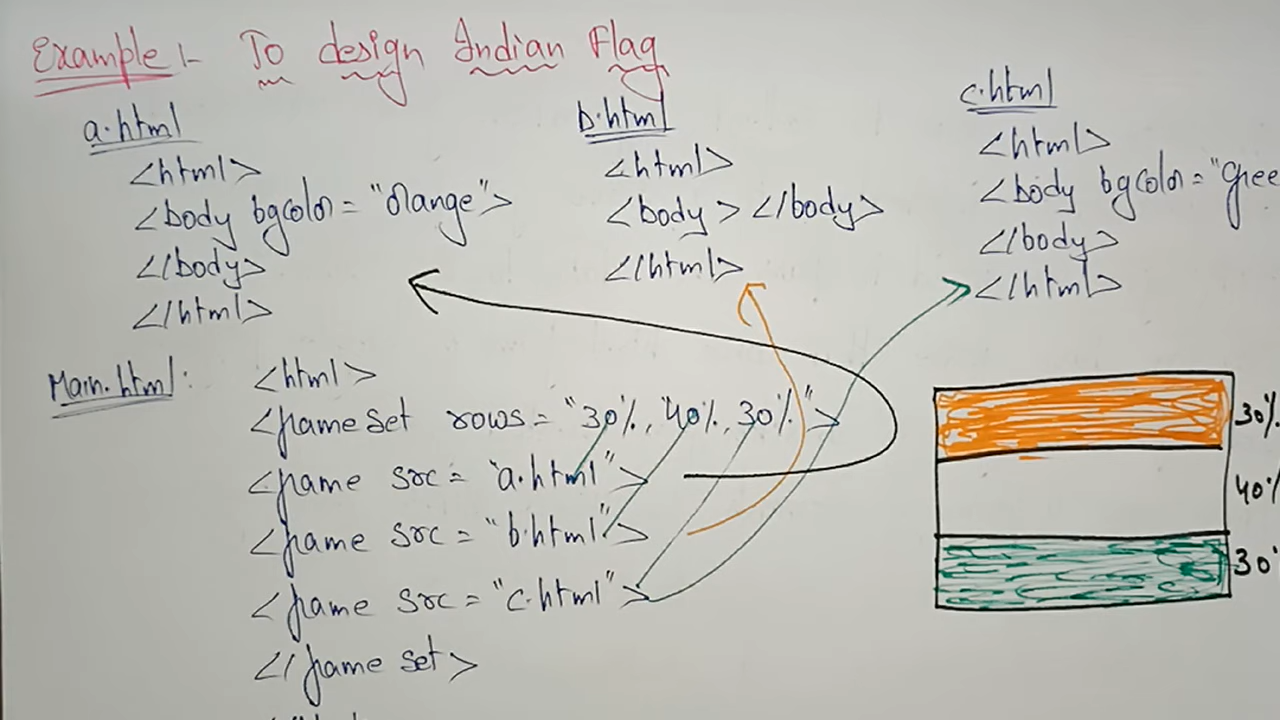 Example :- To design Indian Flag
a.html
<html>
<body bgcolor = "orange">
</body>
</html>
b.html
<html>
<body > </body>
</html>
c.html
<html>
<body bgcolor = "Gree
</body>
</html>
Main.html :
<html>
<frame set rows = "30%, 40%, 30%">
<frame src = "a.html">
<frame src = "b.html">
<frame src = "c.html">
</frame set>
30%
40%
30